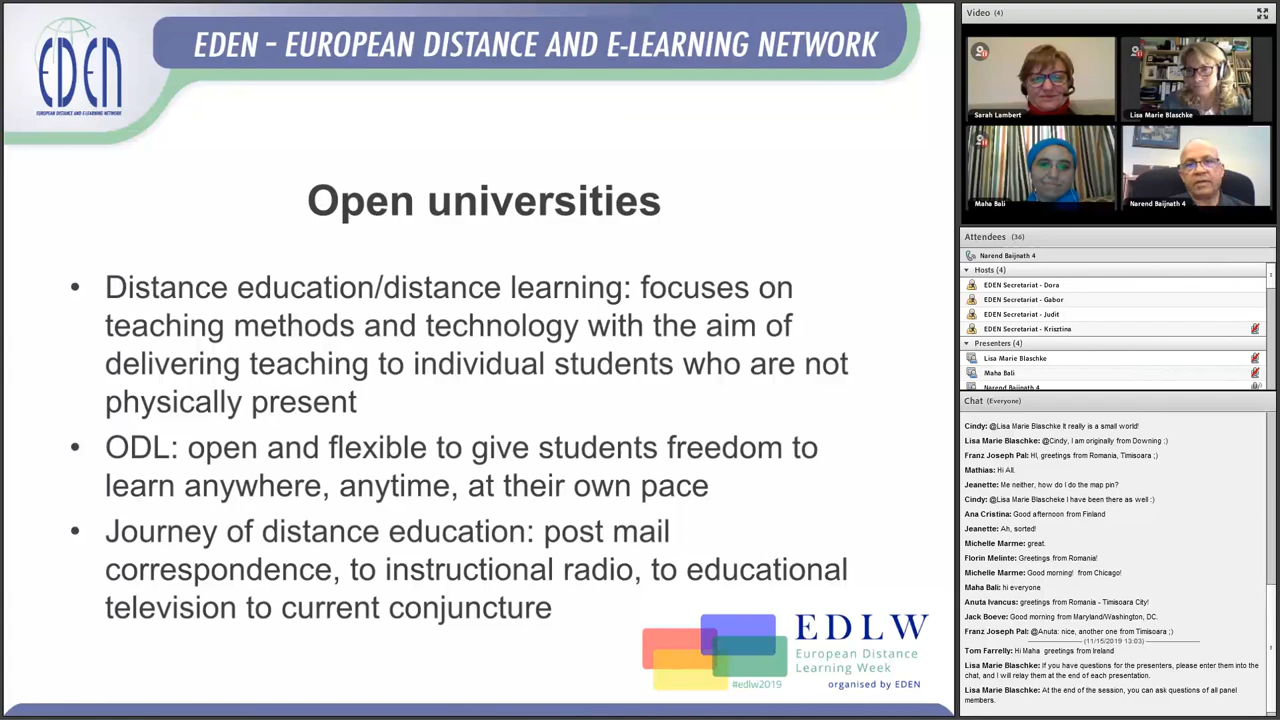 EDEN
EUROPEAN DISTANCE AND E-LEARNING NETWORK
EDEN – EUROPEAN DISTANCE AND E-LEARNING NETWORK
Open universities
• Distance education/distance learning: focuses on
teaching methods and technology with the aim of
delivering teaching to individual students who are not
physically present
• ODL: open and flexible to give students freedom to
learn anywhere, anytime, at their own pace
• Journey of distance education: post mail
correspondence, to instructional radio, to educational
television to current conjuncture
EDLW
European Distance
Learning Week
#edlw2019
organised by EDEN
Video (4)
Sarah Lambert
Lisa Marie Blaschke
Maha Bali
Narend Baijnath 4
Attendees (36)
Narend Baijnath 4
Hosts (4)
EDEN Secretariat - Dora
EDEN Secretariat - Gabor
EDEN Secretariat - Judit
EDEN Secretariat - Krisztina
Presenters (4)
Lisa Marie Blaschke
Maha Bali
Narend Baijnath 4
Chat (Everyone)
Cindy: @Lisa Marie Blaschke It really is a small world!
Lisa Marie Blaschke: @Cindy, I am originally from Downing :)
Franz Joseph Pal: HI, greetings from Romania, Timisoara ;)
Mathias: Hi All.
Jeanette: Me neither, how do I do the map pin?
Cindy: @Lisa Marie Blascheke I have been there as well :)
Ana Cristina: Good afternoon from Finland
Jeanette: Ah, sorted!
Michelle Marme: great.
Florin Melinte: Greetings from Romania!
Michelle Marme: Good morning! from Chicago!
Maha Bali: hi everyone
Anuta Ivancus: greetings from Romania - Timisoara City!
Jack Boeve: Good morning from Maryland/Washington, DC.
Franz Joseph Pal: @Anuta: nice, another one from Timisoara ;)
(11/15/2019 13:03)
Tom Farrelly: Hi Maha greetings from Ireland
Lisa Marie Blaschke: If you have questions for the presenters, please enter them into the
chat, and I will relay them at the end of each presentation.
Lisa Marie Blaschke: At the end of the session, you can ask questions of all panel
members.